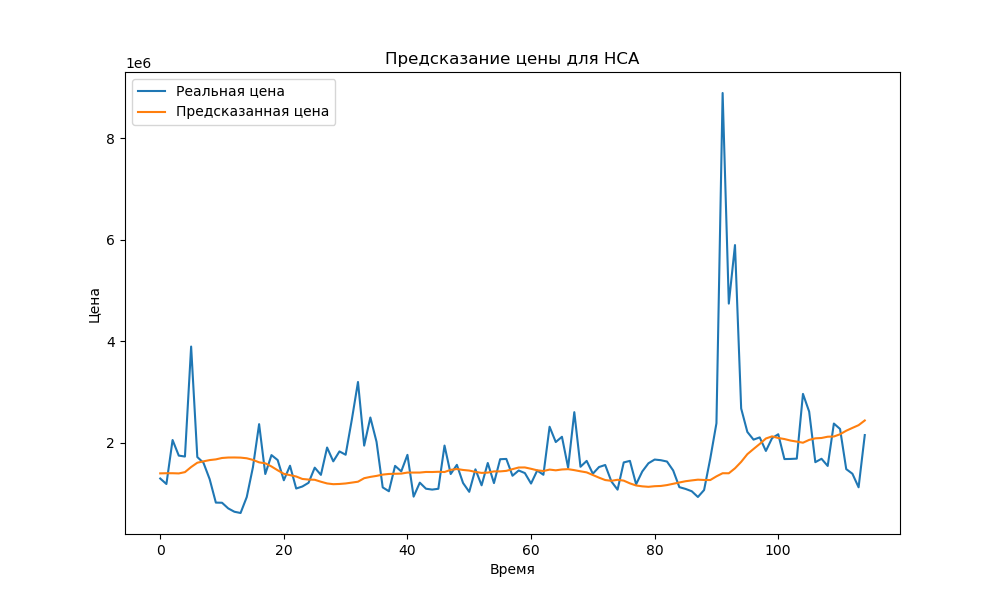 Предсказание цены для HCA
1e6
Реальная цена
Предсказанная цена
8
6
4
2
Цена
0 20 40 60 80 100
Время